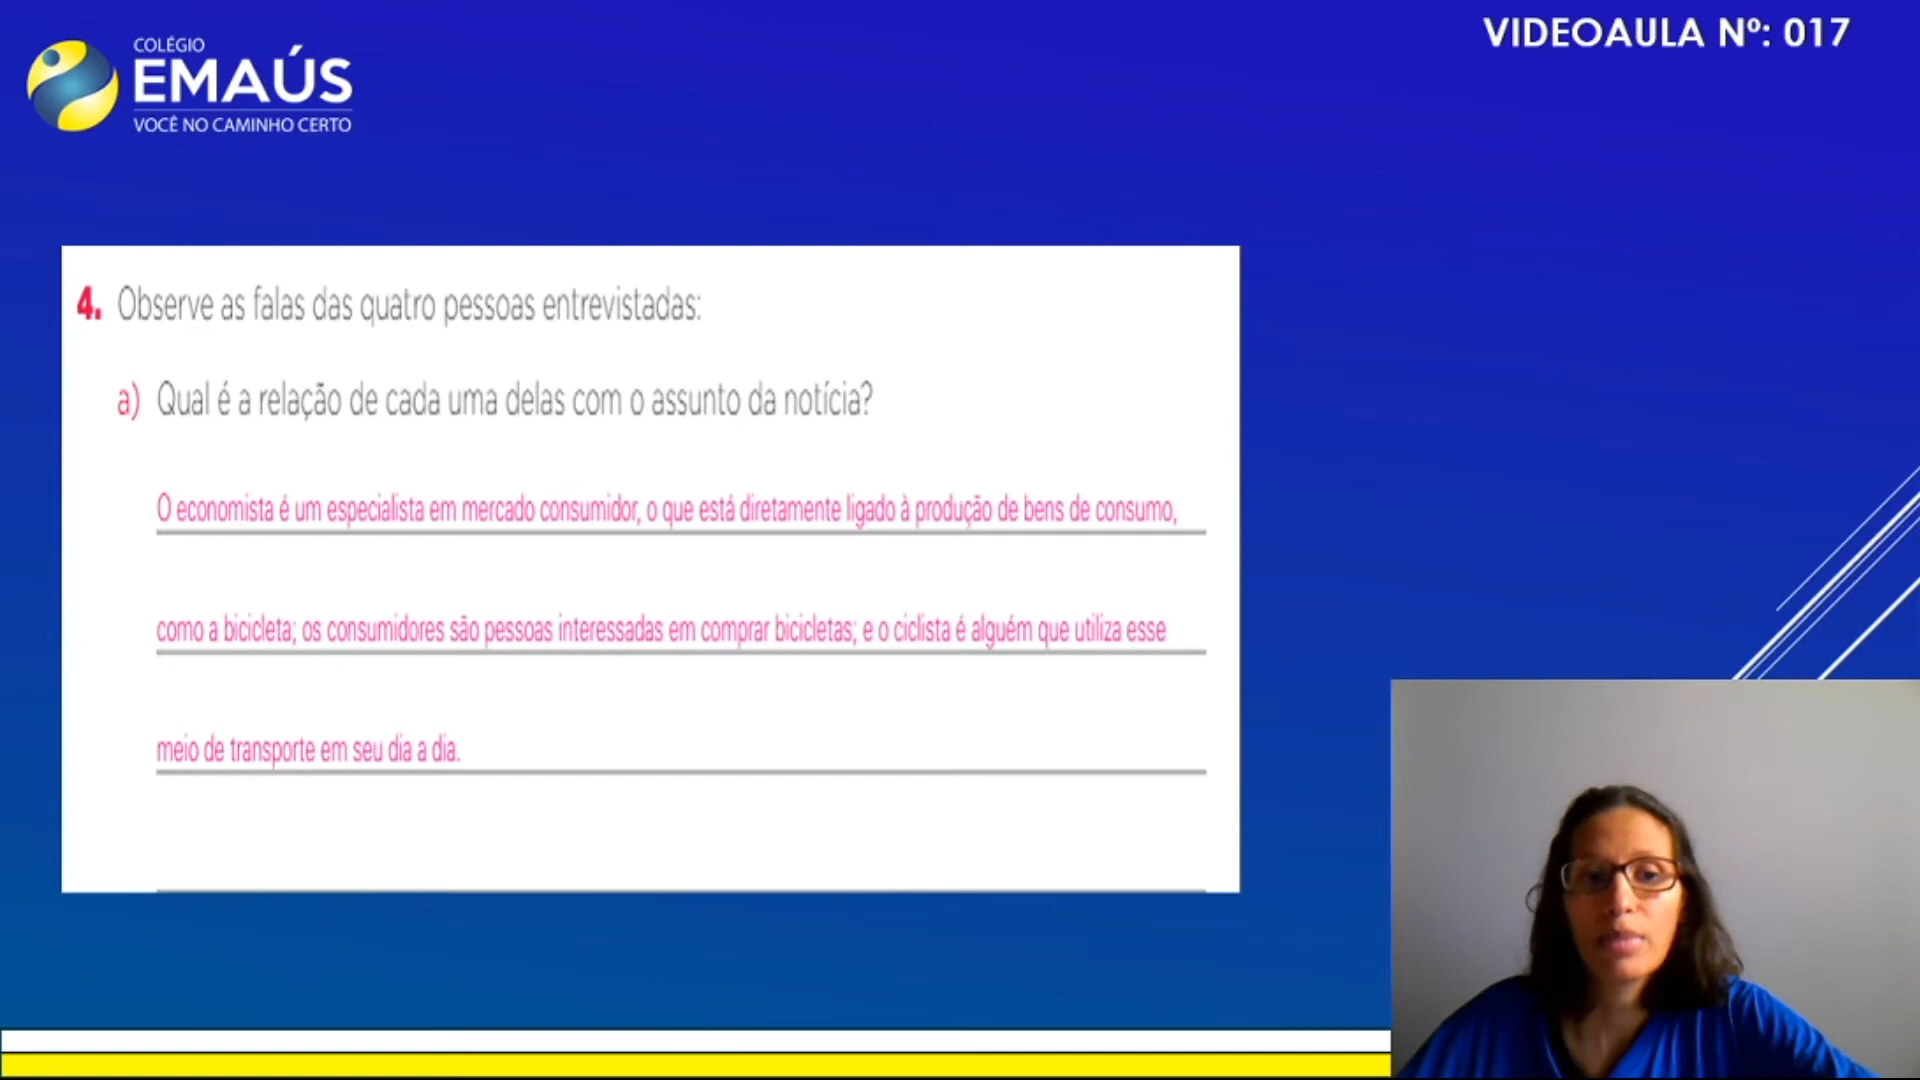 COLÉGIO
EMAÚS
VOCÊ NO CAMINHO CERTO
VIDEOAULA Nº: 017
4. Observe as falas das quatro pessoas entrevistadas:
a) Qual é a relação de cada uma delas com o assunto da notícia?
O economista é um especialista em mercado consumidor, o que está diretamente ligado à produção de bens de consumo,
como a bicicleta; os consumidores são pessoas interessadas em comprar bicicletas; e o ciclista é alguém que utiliza esse
meio de transporte em seu dia a dia.